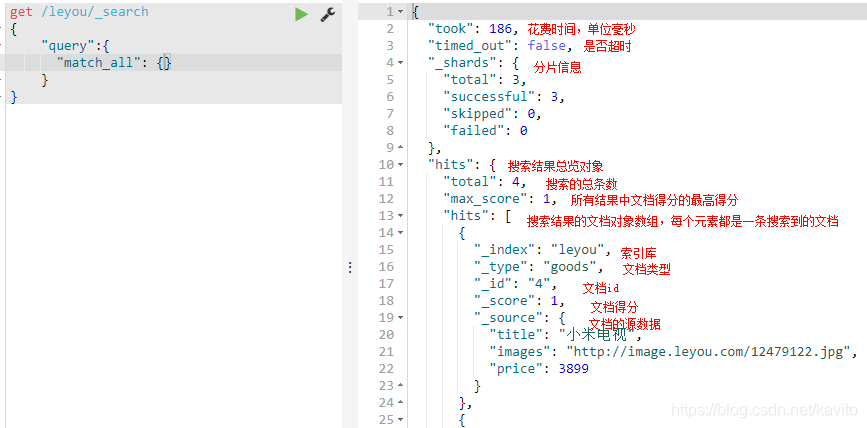 get /leyou/_search
{
"query":{
"match_all": {}
}
}
1 {
2 "took": 186, 花费时间，单位毫秒
3 "timed_out": false, 是否超时
4 "_shards": { 分片信息
5 "total": 3,
6 "successful": 3,
7 "skipped": 0,
8 "failed": 0
9 },
10 "hits": { 搜索结果总览对象
11 "total": 4, 搜索的总条数
12 "max_score": 1, 所有结果中文档得分的最高得分
13 "hits": [ 搜索结果的文档对象数组，每个元素都是一条搜索到的文档
14 {
15 "_index": "leyou", 索引库
16 "_type": "goods", 文档类型
17 "_id": "4", 文档id
18 "_score": 1, 文档得分
19 "_source": { 文档的源数据
20 "title": "小米电视",
21 "images": "http://image.leyou.com/12479122.jpg",
22 "price": 3899
23 }
24 },
25 {
https://blog.csdn.net/kavito